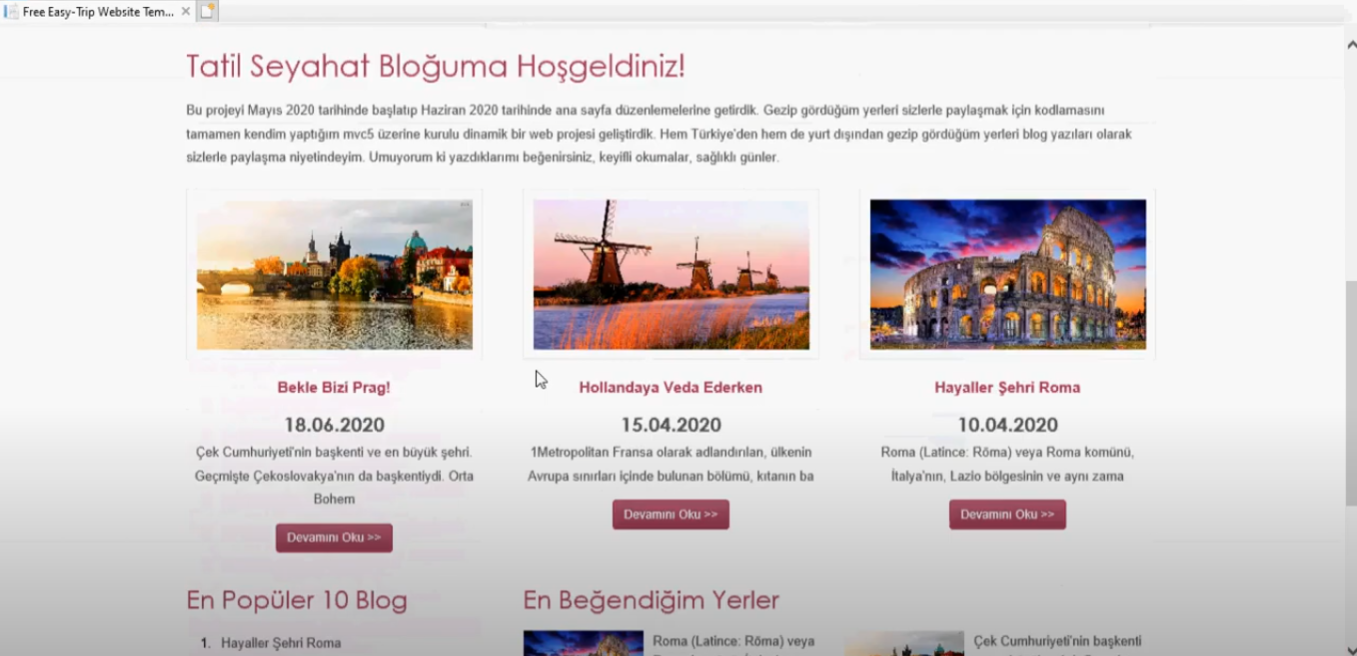 Free Easy-Trip Website Tem...
Tatil Seyahat Bloğuma Hoşgeldiniz!
Bu projeyi Mayıs 2020 tarihinde başlatıp Haziran 2020 tarihinde ana sayfa düzenlemelerine getirdik. Gezip gördüğüm yerleri sizlerle paylaşmak için kodlamasını
tamamen kendim yaptığım mvc5 üzerine kurulu dinamik bir web projesi geliştirdik. Hem Türkiye'den hem de yurt dışından gezip gördüğüm yerleri blog yazıları olarak
sizlerle paylaşma niyetindeyim. Umuyorum ki yazdıklarımı beğenirsiniz, keyifli okumalar, sağlıklı günler.
Bekle Bizi Prag!
18.06.2020
Çek Cumhuriyeti'nin başkenti ve en büyük şehri.
Geçmişte Çekoslovakya'nın da başkentiydi. Orta
Bohem
Devamını Oku >>
Hollandaya Veda Ederken
15.04.2020
1Metropolitan Fransa olarak adlandırılan, ülkenin
Avrupa sınırları içinde bulunan bölümü, kıtanın ba
Devamını Oku >>
Hayaller Şehri Roma
10.04.2020
Roma (Latince: Rōma) veya Roma komünü,
İtalya'nın, Lazio bölgesinin ve aynı zama
Devamını Oku >>
En Popüler 10 Blog
1. Hayaller Şehri Roma
En Beğendiğim Yerler
Roma (Latince: Rōma) veya
Çek Cumhuriyeti'nin başkenti